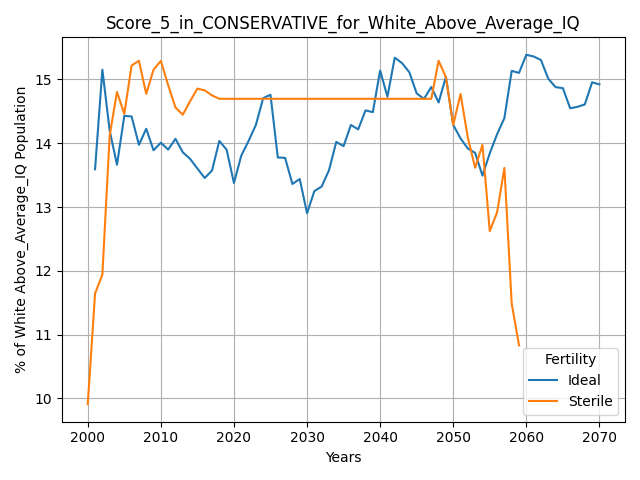 Score_5_in_CONSERVATIVE_for_White_Above_Average_IQ
% of White Above_Average_IQ Population
15
14
13
12
11
10
2000 2010 2020 2030 2040 2050 2060 2070
Years
Fertility
Ideal
Sterile